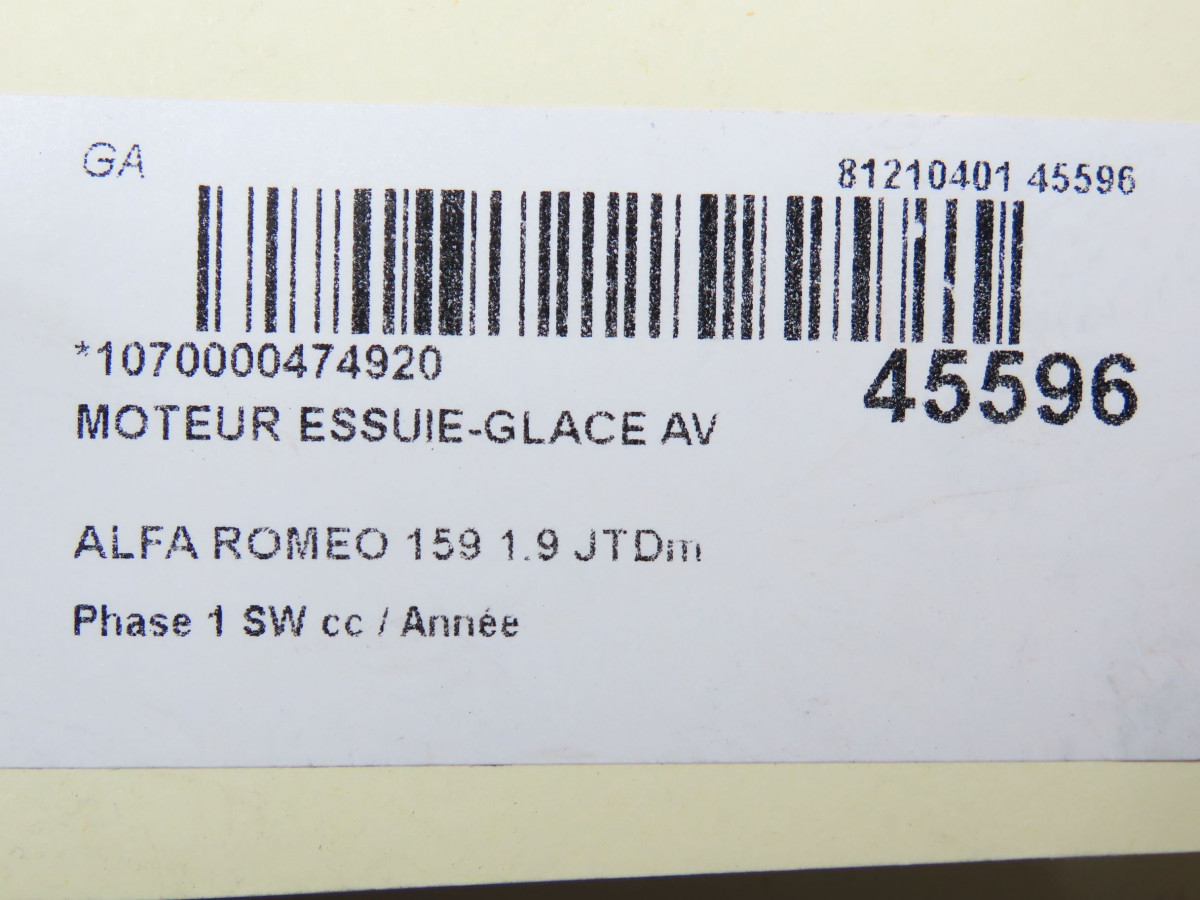 GA
81210401 45596
*1070000474920
45596
MOTEUR ESSUIE-GLACE AV
ALFA ROMEO 159 1.9 JTDm
Phase 1 SW cc / Année